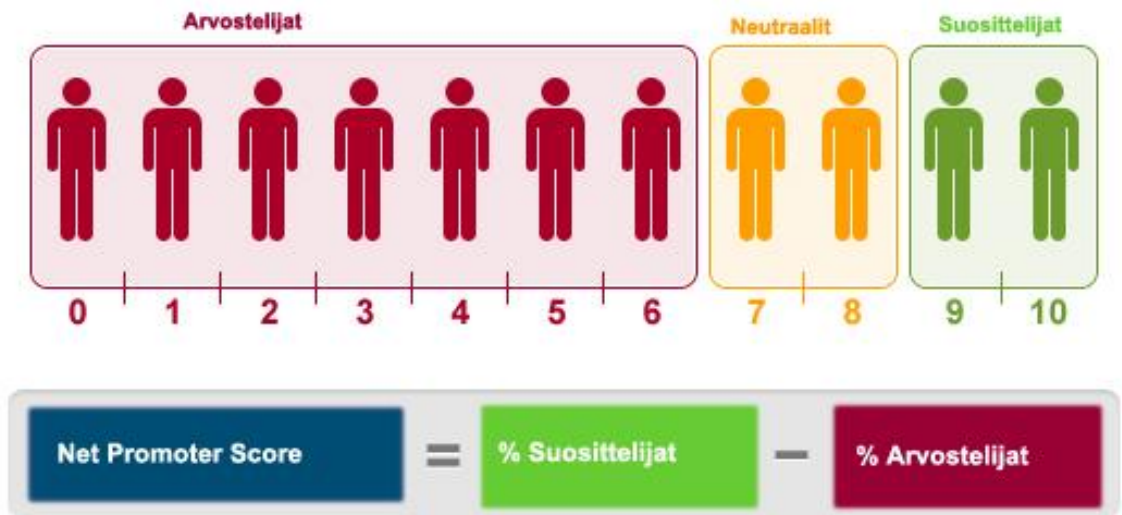 Arvostelijat
Neutraalit
Suosittelijat
0 1 2 3 4 5 6 7 8 9 10
Net Promoter Score = % Suosittelijat − % Arvostelijat